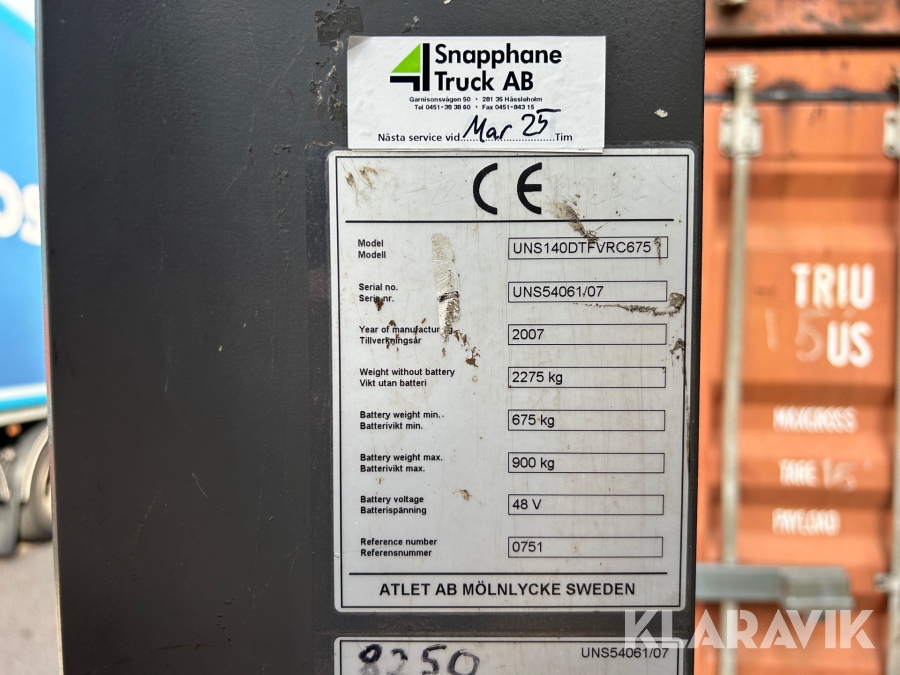 Snapphane
Truck AB
Garnisonsvägen 50 • 281 35 Hässleholm
Tel 0451-38 38 60 • Fax 0451-843 15
Nästa service vid Mar 25 Tim
CE
Model
Modell
UNS140DTFVRC675
Serial no.
Serie nr.
UNS54061/07
Year of manufacturing
Tillverkningsår
2007
Weight without battery
Vikt utan batteri
2275 kg
Battery weight min.
Batterivikt min.
675 kg
Battery weight max.
Batterivikt max.
900 kg
Battery voltage
Batterispänning
48 V
Reference number
Referensnummer
0751
ATLET AB MÖLNLYCKE SWEDEN
8250
UNS54061/07
TRIU
US
MAX GROSS
TARE
PAYLOAD
KLARAVIK